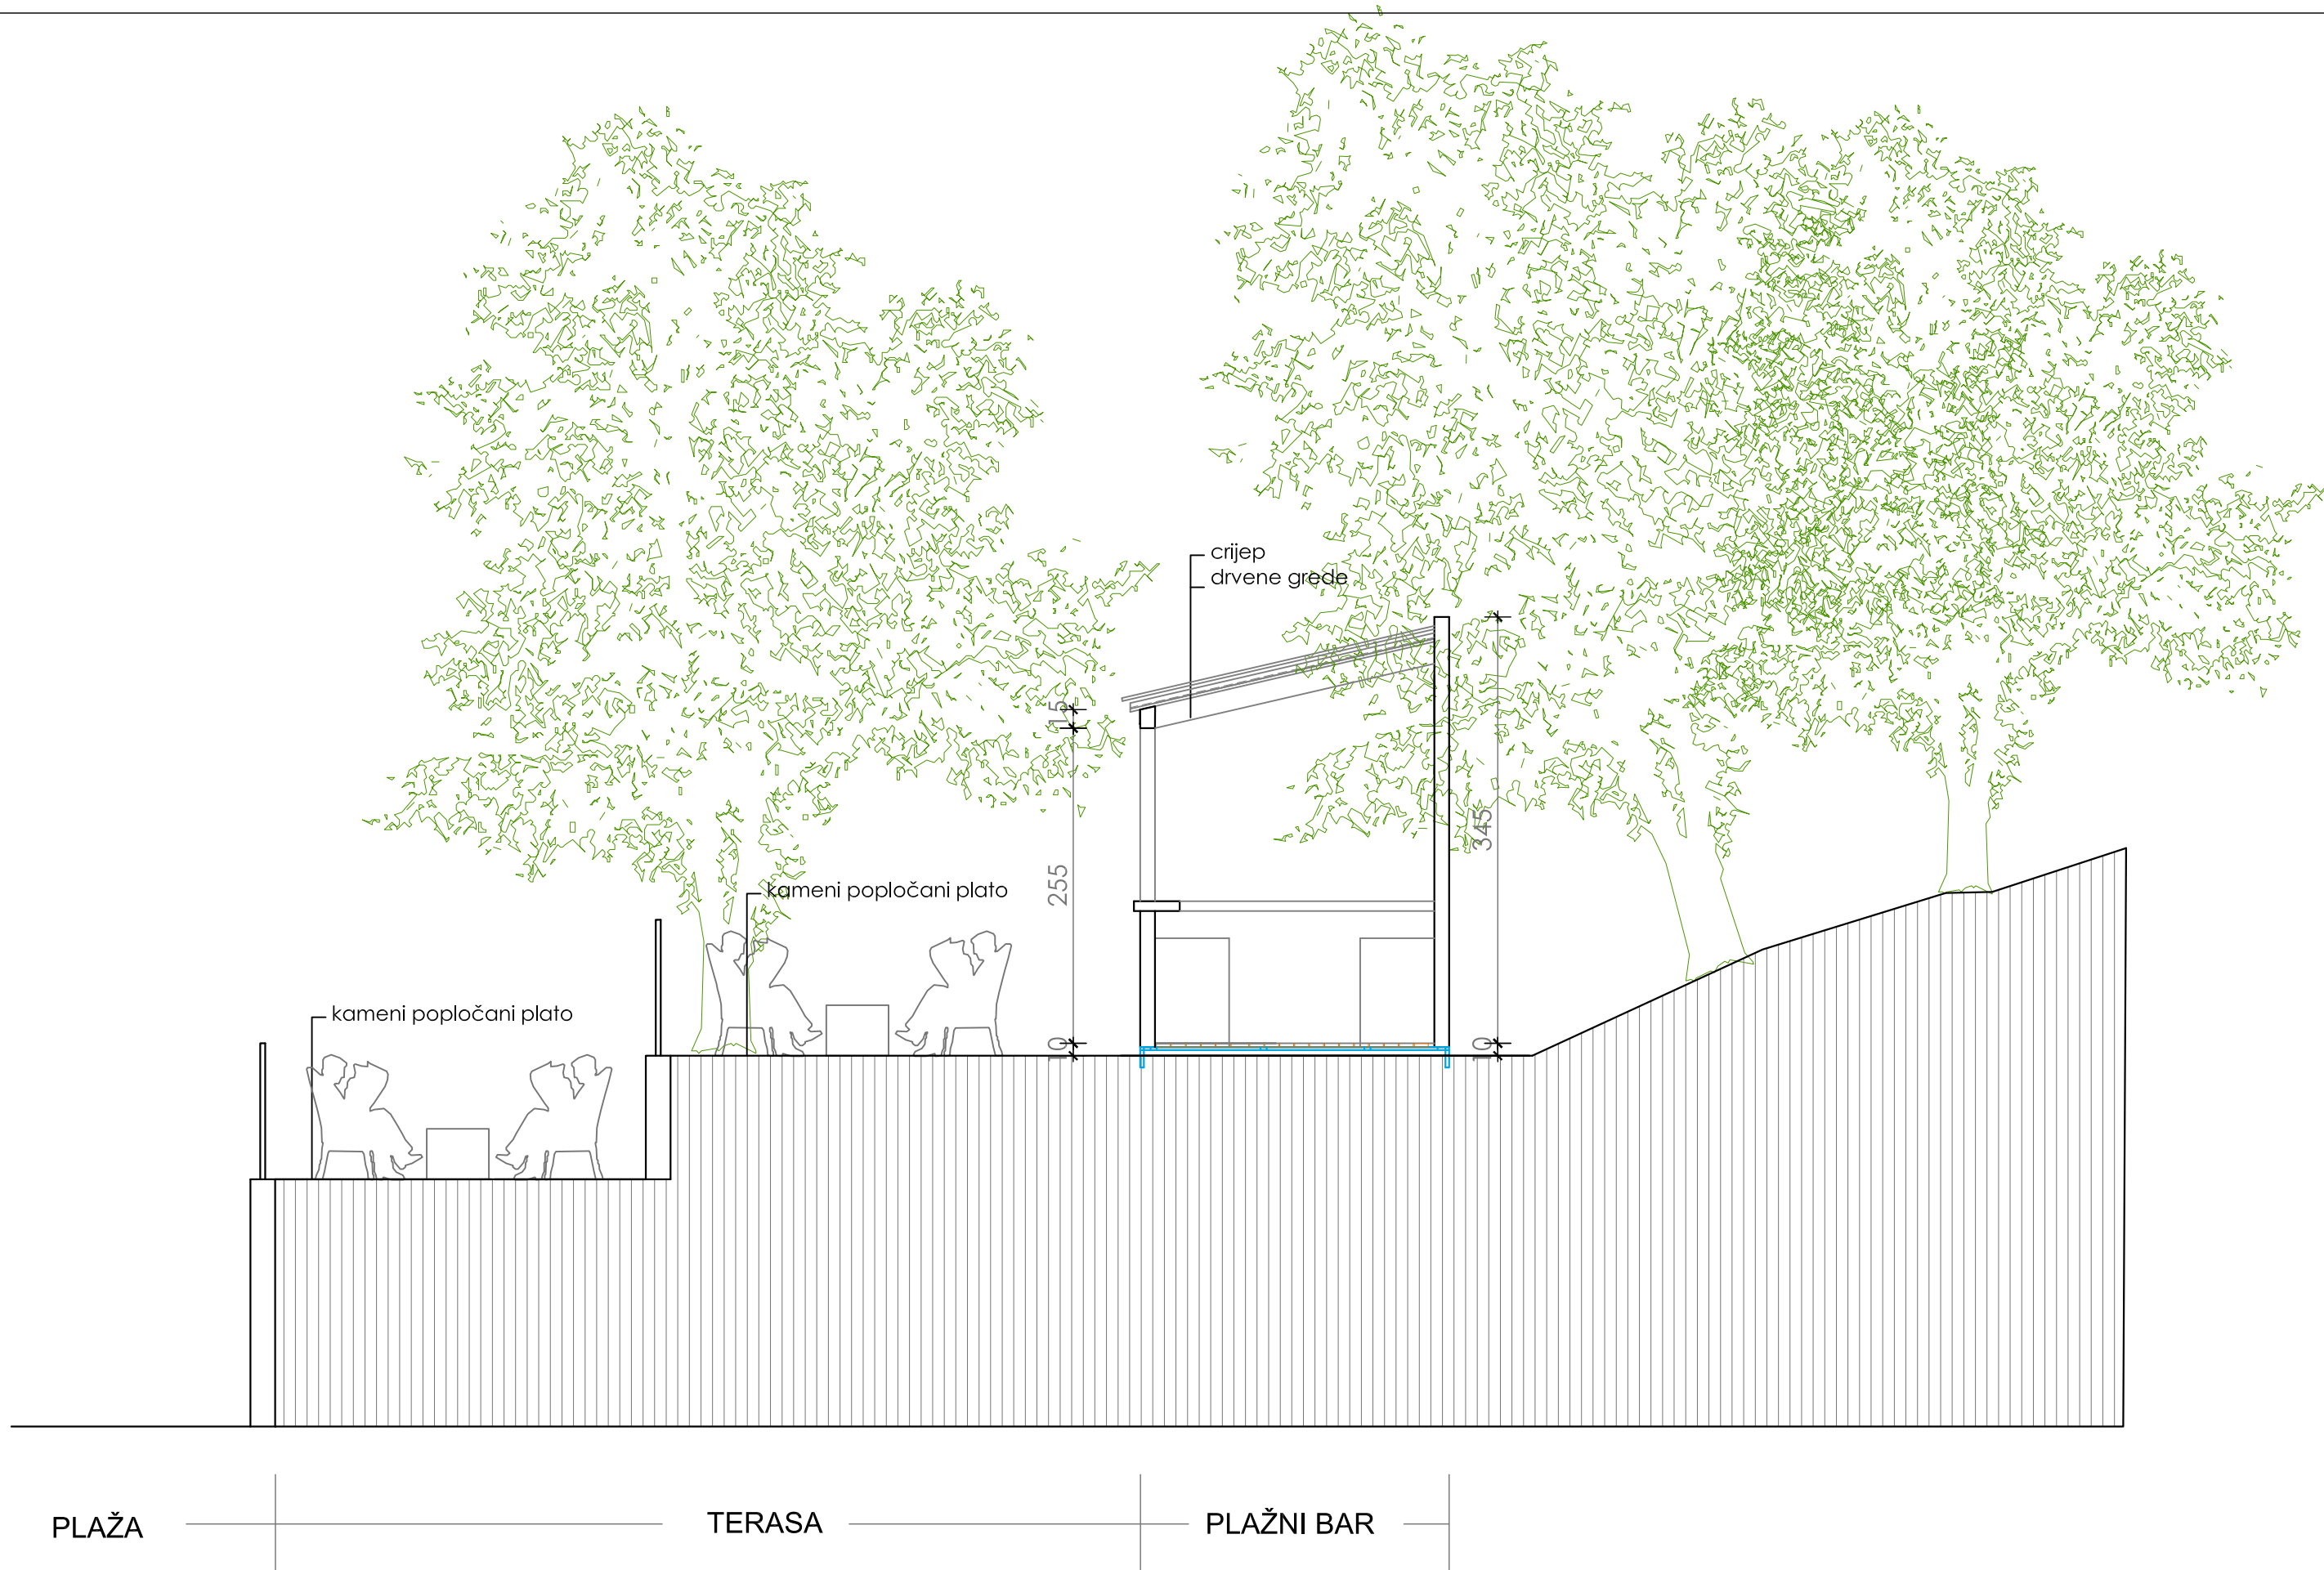 crijep
drvene grede
15
345
255
kameni popločani plato
kameni popločani plato
10
10
PLAŽA
TERASA
PLAŽNI BAR